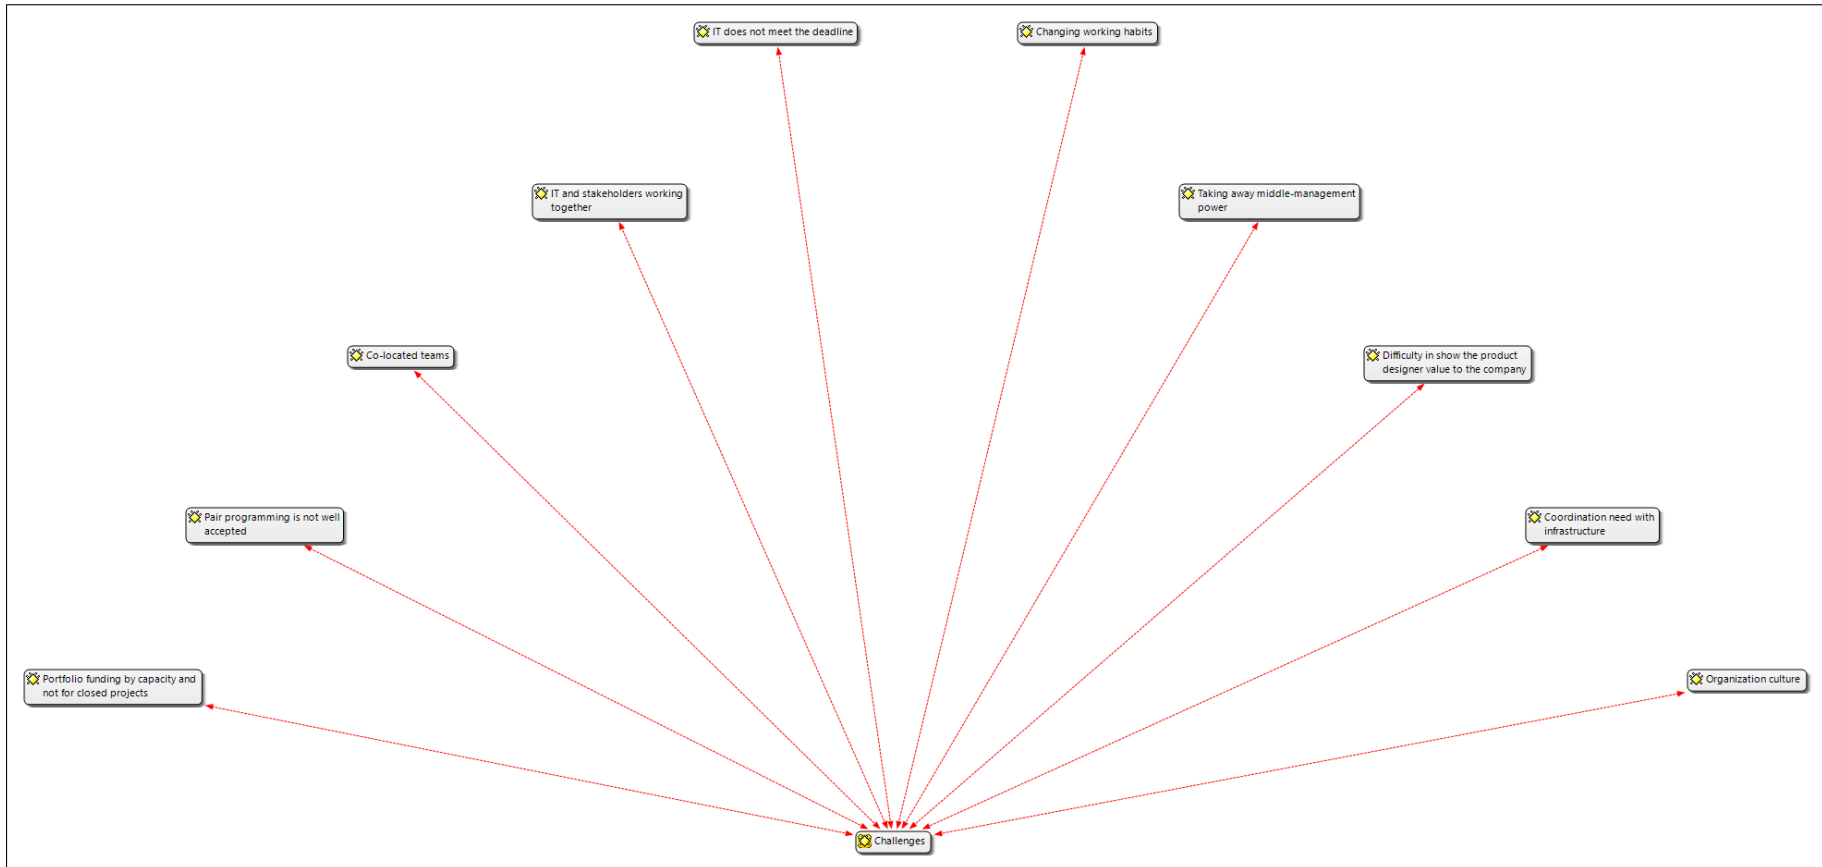 IT does not meet the deadline
Changing working habits
IT and stakeholders working
together
Taking away middle-management
power
Co-located teams
Difficulty in show the product
designer value to the company
Pair programming is not well
accepted
Coordination need with
infrastructure
Portfolio funding by capacity and
not for closed projects
Organization culture
Challenges